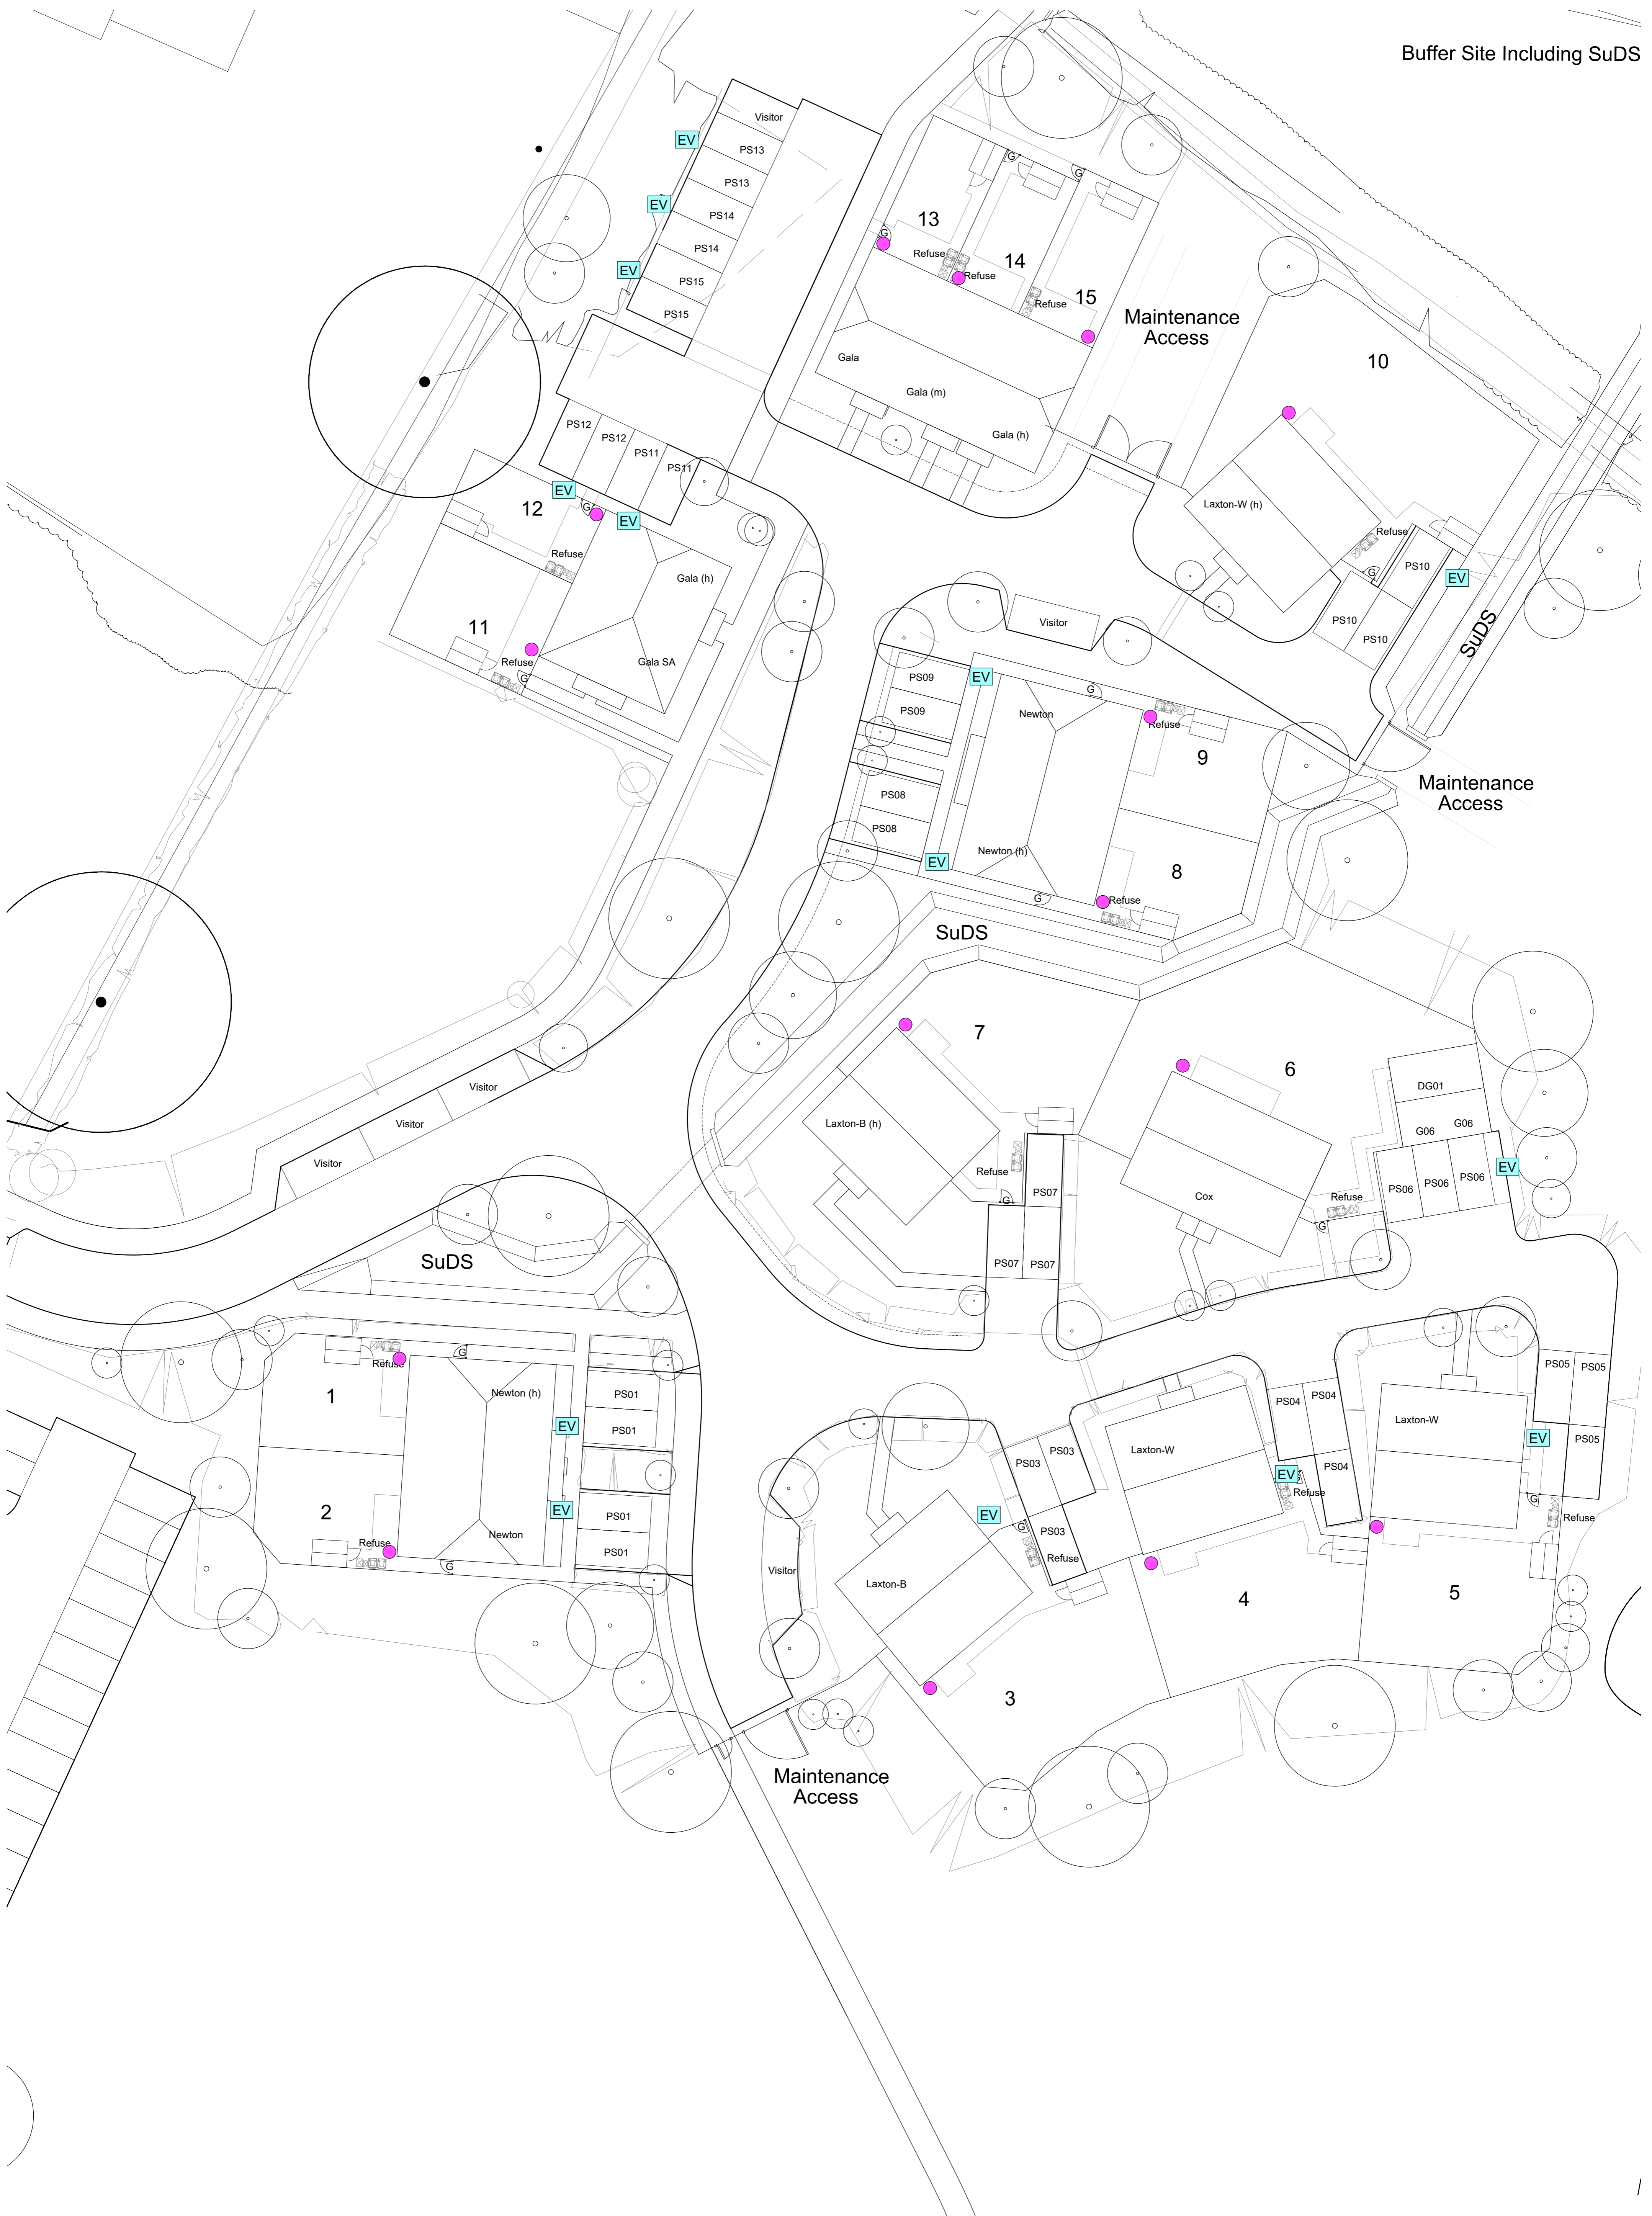 Buffer Site Including SuDS
Visitor
EV
PS13
PS13
EV
PS14
PS14
EV
PS15
PS15
G
G
13
G
Refuse
14
Refuse
15
Refuse
Maintenance
Access
Gala
Gala (m)
Gala (h)
10
Laxton-W (h)
Refuse
G
PS10
EV
PS10
PS10
SuDS
PS12
PS12
PS11
PS11
EV
12
G
EV
Refuse
Gala (h)
11
Refuse
G
Gala SA
Visitor
PS09
EV
G
PS09
Newton
Refuse
9
Maintenance
Access
PS08
PS08
Newton (h)
EV
8
G
Refuse
SuDS
7
6
DG01
Laxton-B (h)
G06
G06
Refuse
EV
PS07
G
Cox
Refuse
G
PS06
PS06
PS06
PS07
PS07
Visitor
Visitor
Visitor
SuDS
G
Refuse
1
Newton (h)
PS01
EV
PS01
2
EV
PS01
Refuse
Newton
PS01
G
PS03
PS03
Laxton-W
PS04
PS04
Laxton-W
PS05
PS05
EV
PS05
EV
PS04
G
Refuse
G
Refuse
EV
G
PS03
Refuse
Visitor
Laxton-B
4
5
3
Maintenance
Access